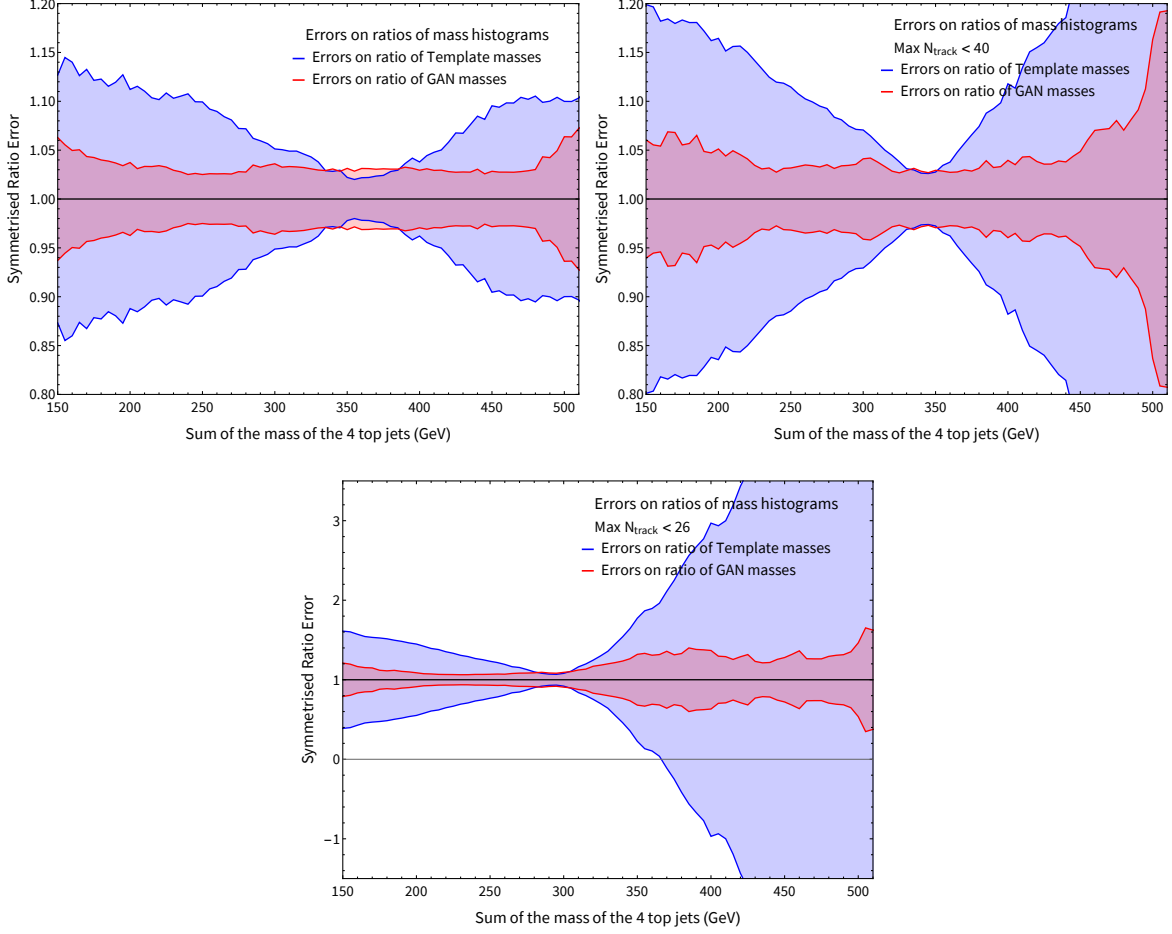 1.20
1.15
1.10
1.05
1.00
0.95
0.90
0.85
0.80
Symmetrised Ratio Error
Errors on ratios of mass histograms
Errors on ratio of Template masses
Errors on ratio of GAN masses
150 200 250 300 350 400 450 500
Sum of the mass of the 4 top jets (GeV)
1.20
1.15
1.10
1.05
1.00
0.95
0.90
0.85
0.80
Symmetrised Ratio Error
Errors on ratios of mass histograms
Max Ntrack < 40
Errors on ratio of Template masses
Errors on ratio of GAN masses
150 200 250 300 350 400 450 500
Sum of the mass of the 4 top jets (GeV)
3
2
1
0
−1
Symmetrised Ratio Error
Errors on ratios of mass histograms
Max Ntrack < 26
Errors on ratio of Template masses
Errors on ratio of GAN masses
150 200 250 300 350 400 450 500
Sum of the mass of the 4 top jets (GeV)